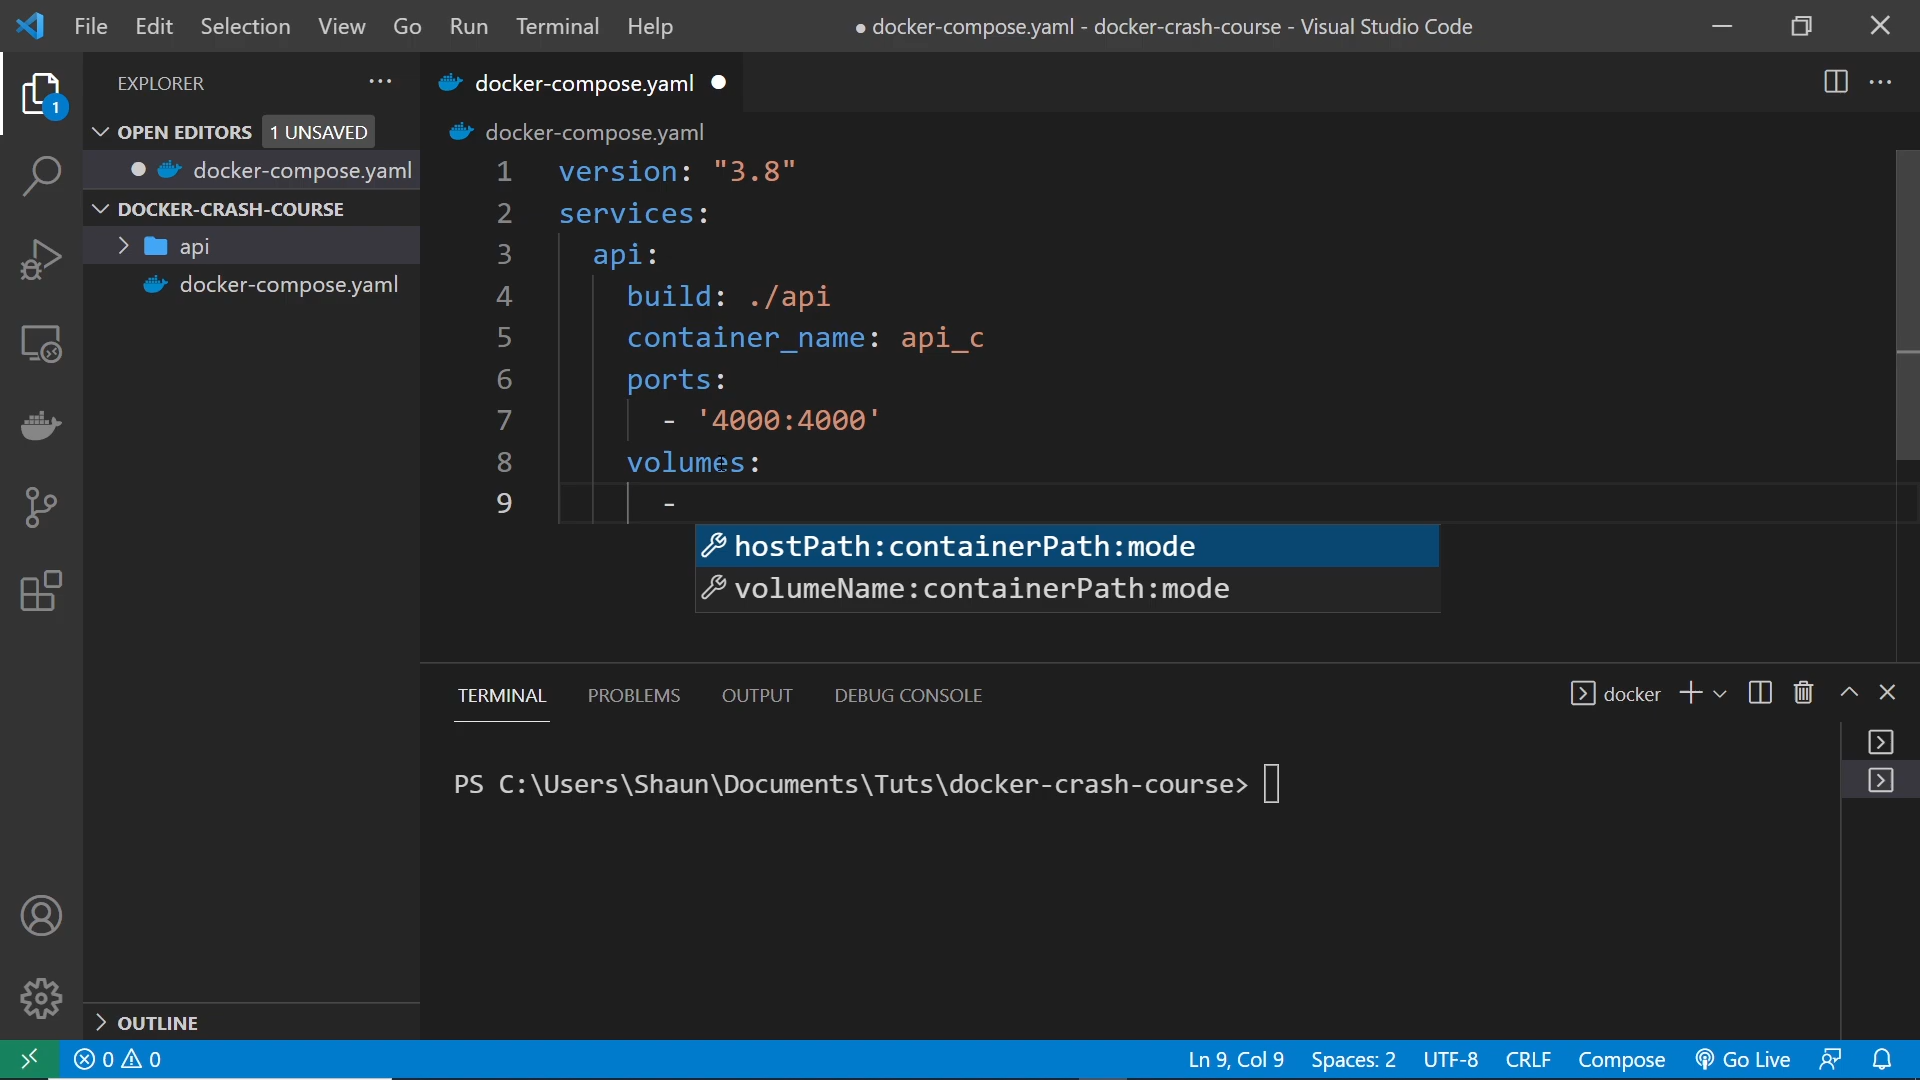 File Edit Selection View Go Run Terminal Help
● docker-compose.yaml - docker-crash-course - Visual Studio Code
EXPLORER
OPEN EDITORS 1 UNSAVED
1
docker-compose.yaml
DOCKER-CRASH-COURSE
api
docker-compose.yaml
OUTLINE
docker-compose.yaml
docker-compose.yaml
1 version: "3.8"
2 services:
3 api:
4 build: ./api
5 container_name: api_c
6 ports:
7 - '4000:4000'
8 volumes:
9 -
hostPath:containerPath:mode
volumeName:containerPath:mode
TERMINAL PROBLEMS OUTPUT DEBUG CONSOLE
docker
PS C:\Users\Shaun\Documents\Tuts\docker-crash-course>
0 0
Ln 9, Col 9 Spaces: 2 UTF-8 CRLF Compose Go Live